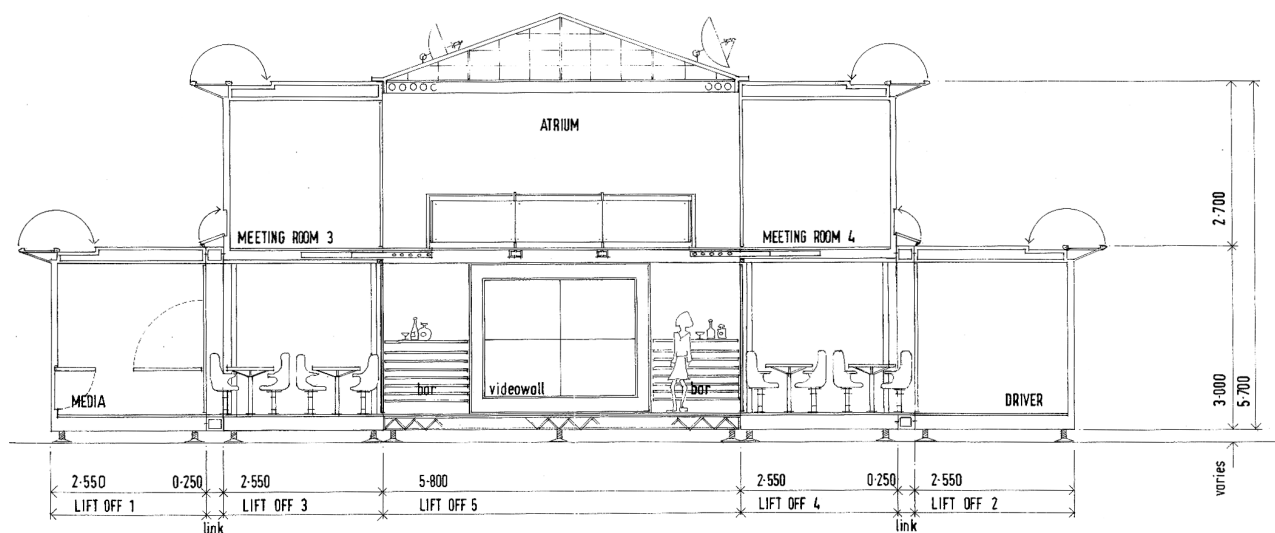 ATRIUM
MEETING ROOM 3
MEETING ROOM 4
2·700
bar
videowall
bar
MEDIA
DRIVER
3·000
5·700
2·550 0·250 2·550 5·800 2·550 0·250 2·550
varies
LIFT OFF 1 LIFT OFF 3 LIFT OFF 5 LIFT OFF 4 LIFT OFF 2
link link